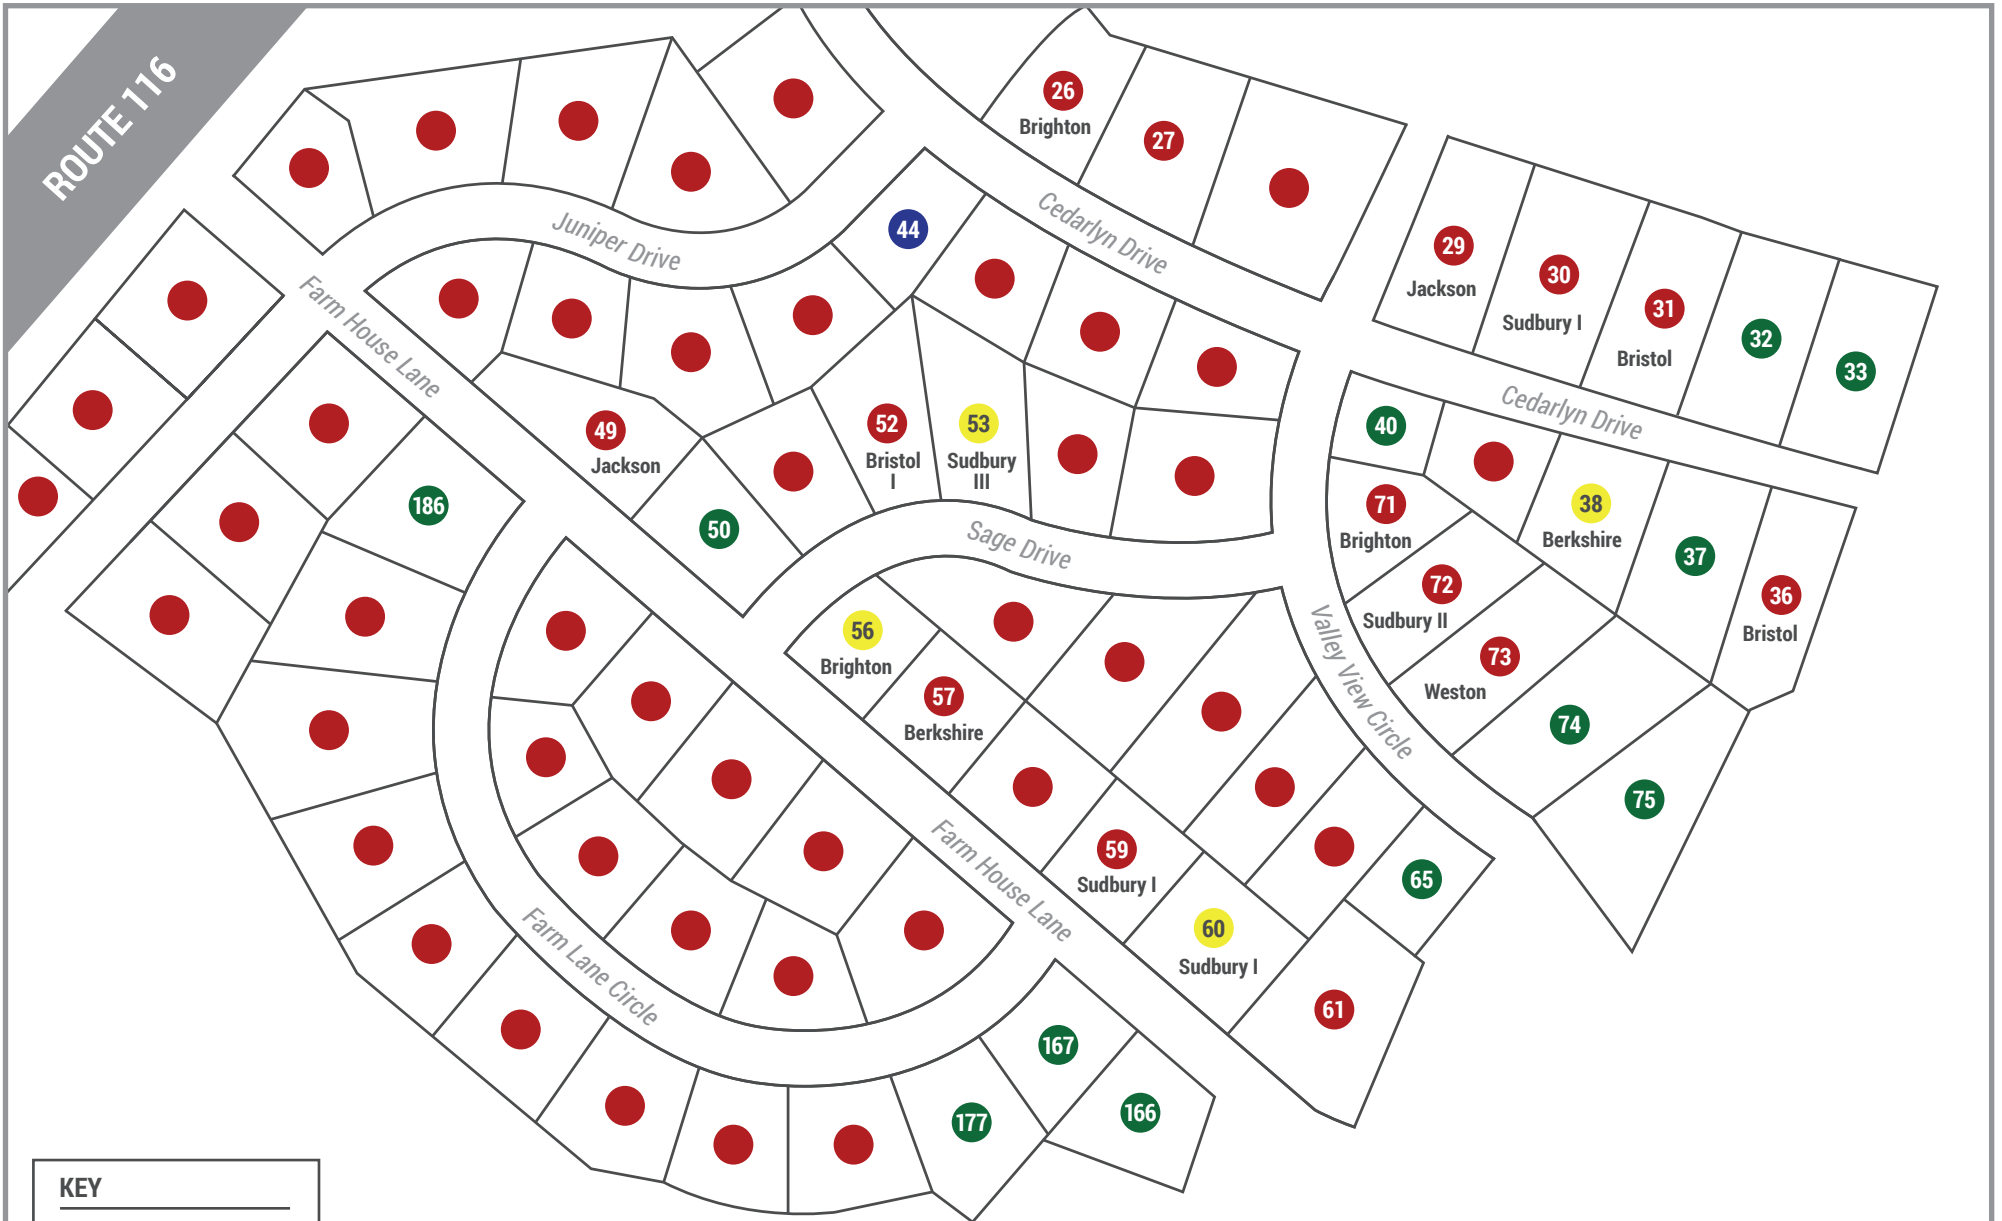 ROUTE 116
26
Brighton
27
44
Juniper Drive
Cedarlyn Drive
29
Jackson
30
Sudbury I
31
Bristol
32
33
Farm House Lane
Cedarlyn Drive
40
49
Jackson
52
Bristol
I
53
Sudbury
III
71
Brighton
38
Berkshire
186
50
Sage Drive
37
36
Bristol
72
Sudbury II
73
Weston
56
Brighton
57
Berkshire
Valley View Circle
74
75
Farm House Lane
59
Sudbury I
65
60
Sudbury I
61
Farm Lane Circle
167
166
177
KEY